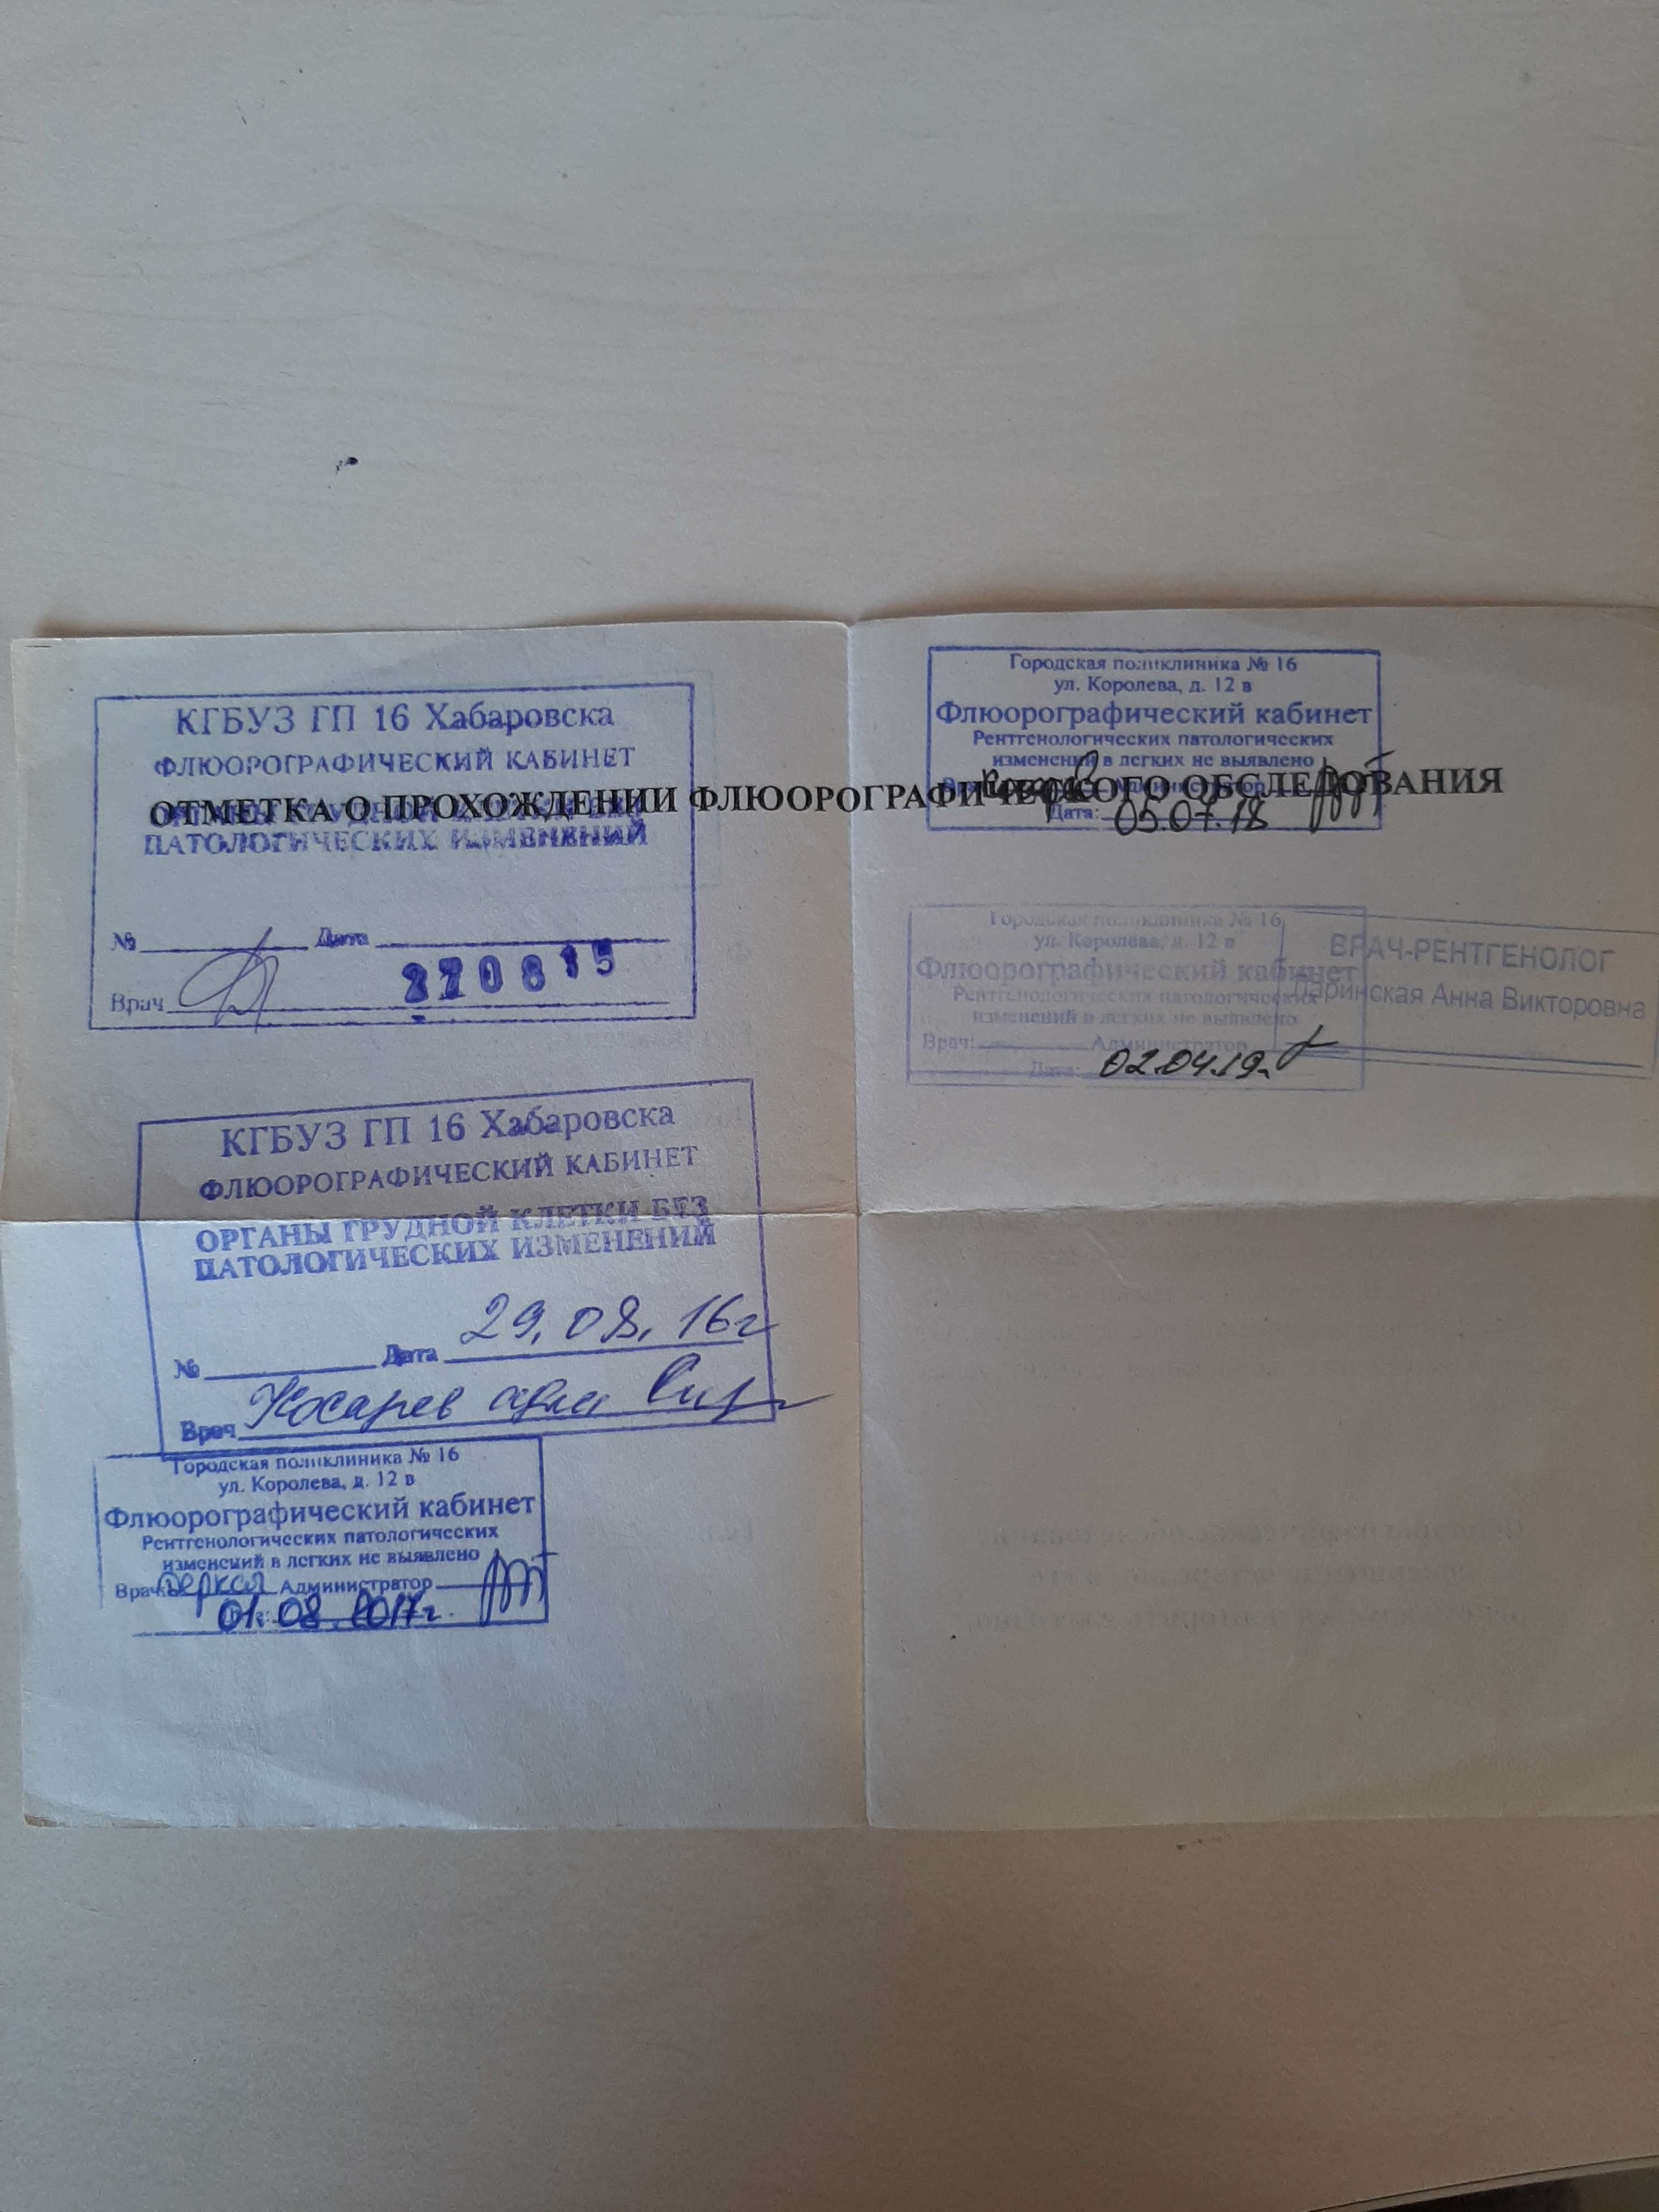 ОТМЕТКА О ПРОХОЖДЕНИИ ФЛЮОРОГРАФИЧЕСКОГО ОБСЛЕДОВАНИЯ
КГБУЗ ГП 16 Хабаровска
ФЛЮОРОГРАФИЧЕСКИЙ КАБИНЕТ
ПАТОЛОГИЧЕСКИХ ИЗМЕНЕНИЙ
№ Дата
0815
Врач
КГБУЗ ГП 16 Хабаровска
ФЛЮОРОГРАФИЧЕСКИЙ КАБИНЕТ
ОРГАНЫ ГРУДНОЙ КЛЕТКИ БЕЗ
ПАТОЛОГИЧЕСКИХ ИЗМЕНЕНИЙ
№ Дата 29.08.16г
Врач Косарев
Городская поликлиника № 16
ул. Королева, д. 12 в
Флюорографический кабинет
Рентгенологических патологических
изменений в легких не выявлено
Врач: Администратор
01.08.2017г.
Городская поликлиника № 16
ул. Королева, д. 12 в
Флюорографический кабинет
Рентгенологических патологических
изменений в легких не выявлено
Дата: 05.07.18
Городская поликлиника № 16
ул. Королева, д. 12 в
Флюорографический кабинет
Рентгенологических патологических
изменений в легких не выявлено
Врач: Администратор
Дата: 02.04.19г.
ВРАЧ-РЕНТГЕНОЛОГ
Анна Викторовна